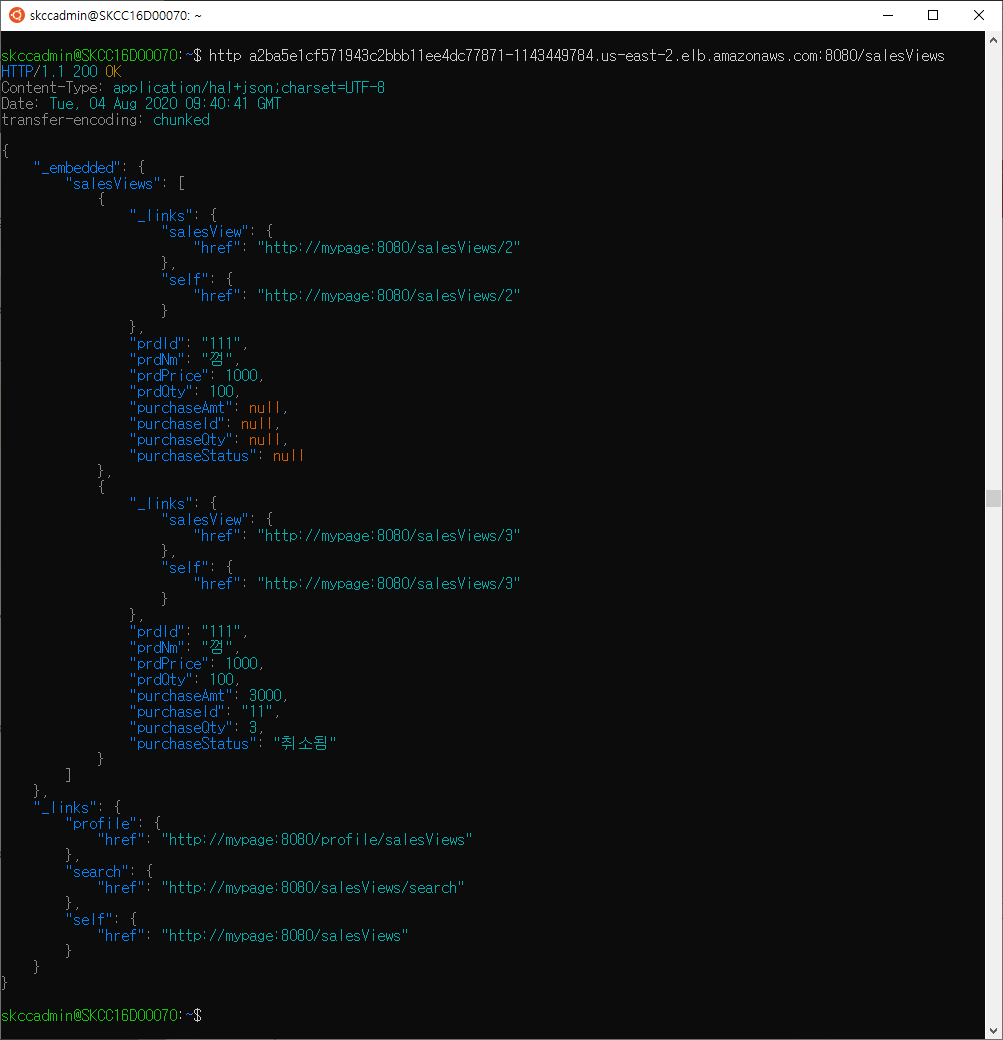 skccadmin@SKCC16D00070: ~
skccadmin@SKCC16D00070:~$ http a2ba5e1cf571943c2bbb11ee4dc77871-1143449784.us-east-2.elb.amazonaws.com:8080/salesViews
HTTP/1.1 200 OK
Content-Type: application/hal+json;charset=UTF-8
Date: Tue, 04 Aug 2020 09:40:41 GMT
transfer-encoding: chunked
{
    "_embedded": {
        "salesViews": [
            {
                "_links": {
                    "salesView": {
                        "href": "http://mypage:8080/salesViews/2"
                    },
                    "self": {
                        "href": "http://mypage:8080/salesViews/2"
                    }
                },
                "prdId": "111",
                "prdNm": "껌",
                "prdPrice": 1000,
                "prdQty": 100,
                "purchaseAmt": null,
                "purchaseId": null,
                "purchaseQty": null,
                "purchaseStatus": null
            },
            {
                "_links": {
                    "salesView": {
                        "href": "http://mypage:8080/salesViews/3"
                    },
                    "self": {
                        "href": "http://mypage:8080/salesViews/3"
                    }
                },
                "prdId": "111",
                "prdNm": "껌",
                "prdPrice": 1000,
                "prdQty": 100,
                "purchaseAmt": 3000,
                "purchaseId": "11",
                "purchaseQty": 3,
                "purchaseStatus": "취소됨"
            }
        ]
    },
    "_links": {
        "profile": {
            "href": "http://mypage:8080/profile/salesViews"
        },
        "search": {
            "href": "http://mypage:8080/salesViews/search"
        },
        "self": {
            "href": "http://mypage:8080/salesViews"
        }
    }
}
skccadmin@SKCC16D00070:~$